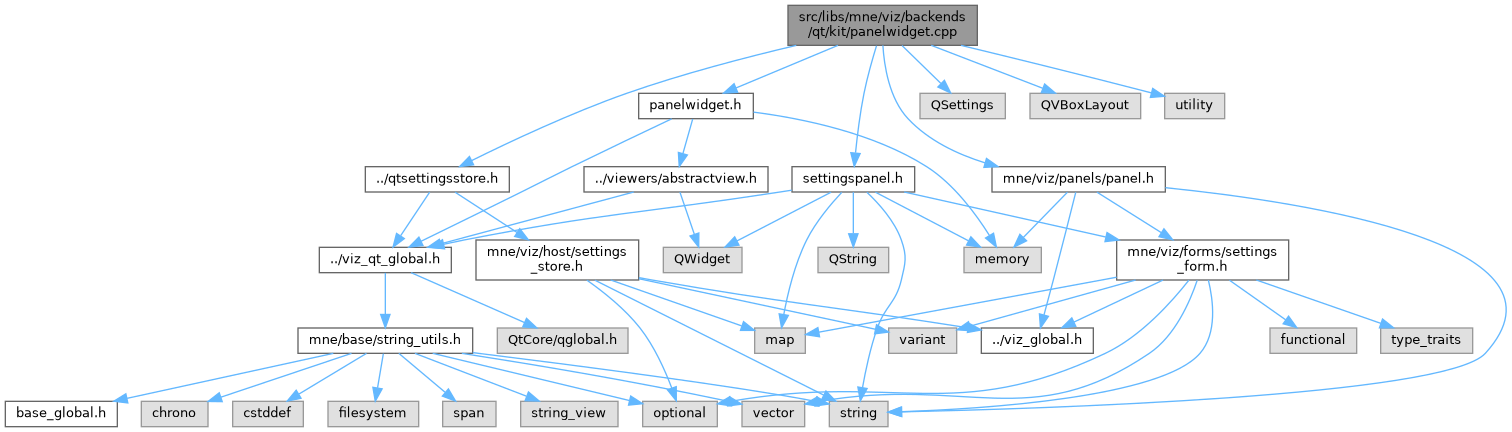 src/libs/mne/viz/backends
/qt/kit/panelwidget.cpp
panelwidget.h
QSettings
QVBoxLayout
utility
../qtsettingsstore.h
../viewers/abstractview.h
settingspanel.h
mne/viz/panels/panel.h
../viz_qt_global.h
mne/viz/host/settings
_store.h
QWidget
QString
memory
mne/viz/forms/settings
_form.h
mne/base/string_utils.h
QtCore/qglobal.h
map
variant
../viz_global.h
functional
type_traits
base_global.h
chrono
cstddef
filesystem
span
string_view
optional
vector
string